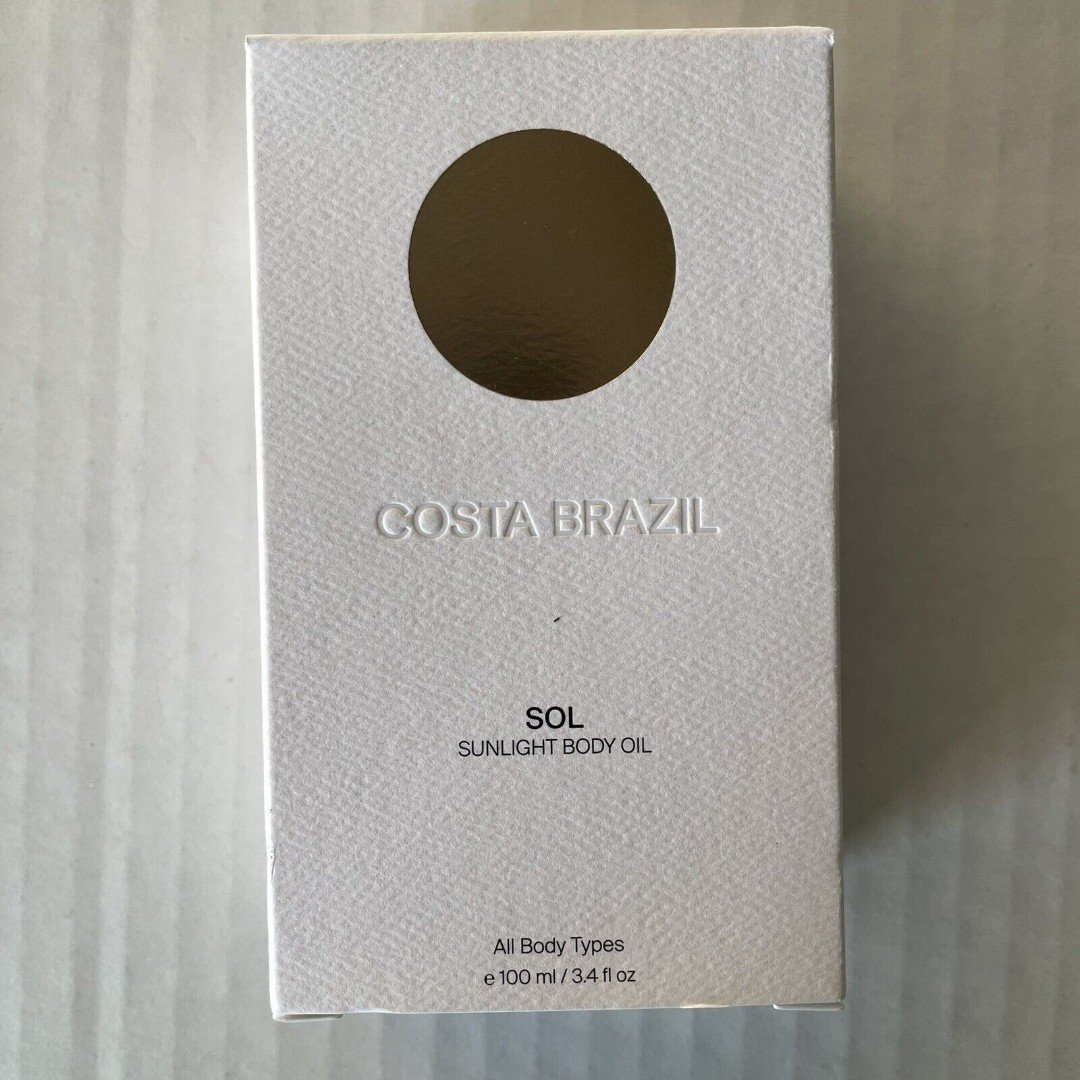 COSTA BRAZIL
SOL
SUNLIGHT BODY OIL
All Body Types
℮ 100 ml / 3.4 fl oz